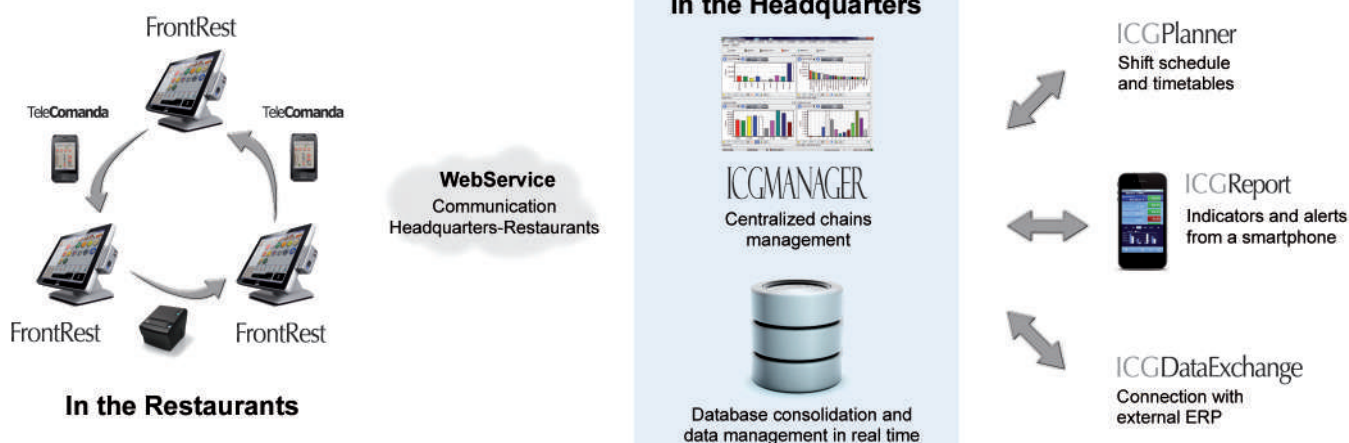 FrontRest
TeleComanda
TeleComanda
FrontRest
FrontRest
In the Restaurants
WebService
Communication
Headquarters-Restaurants
In the Headquarters
ICGMANAGER
Centralized chains
management
Database consolidation and
data management in real time
ICGPlanner
Shift schedule
and timetables
ICGReport
Indicators and alerts
from a smartphone
ICGDataExchange
Connection with
external ERP